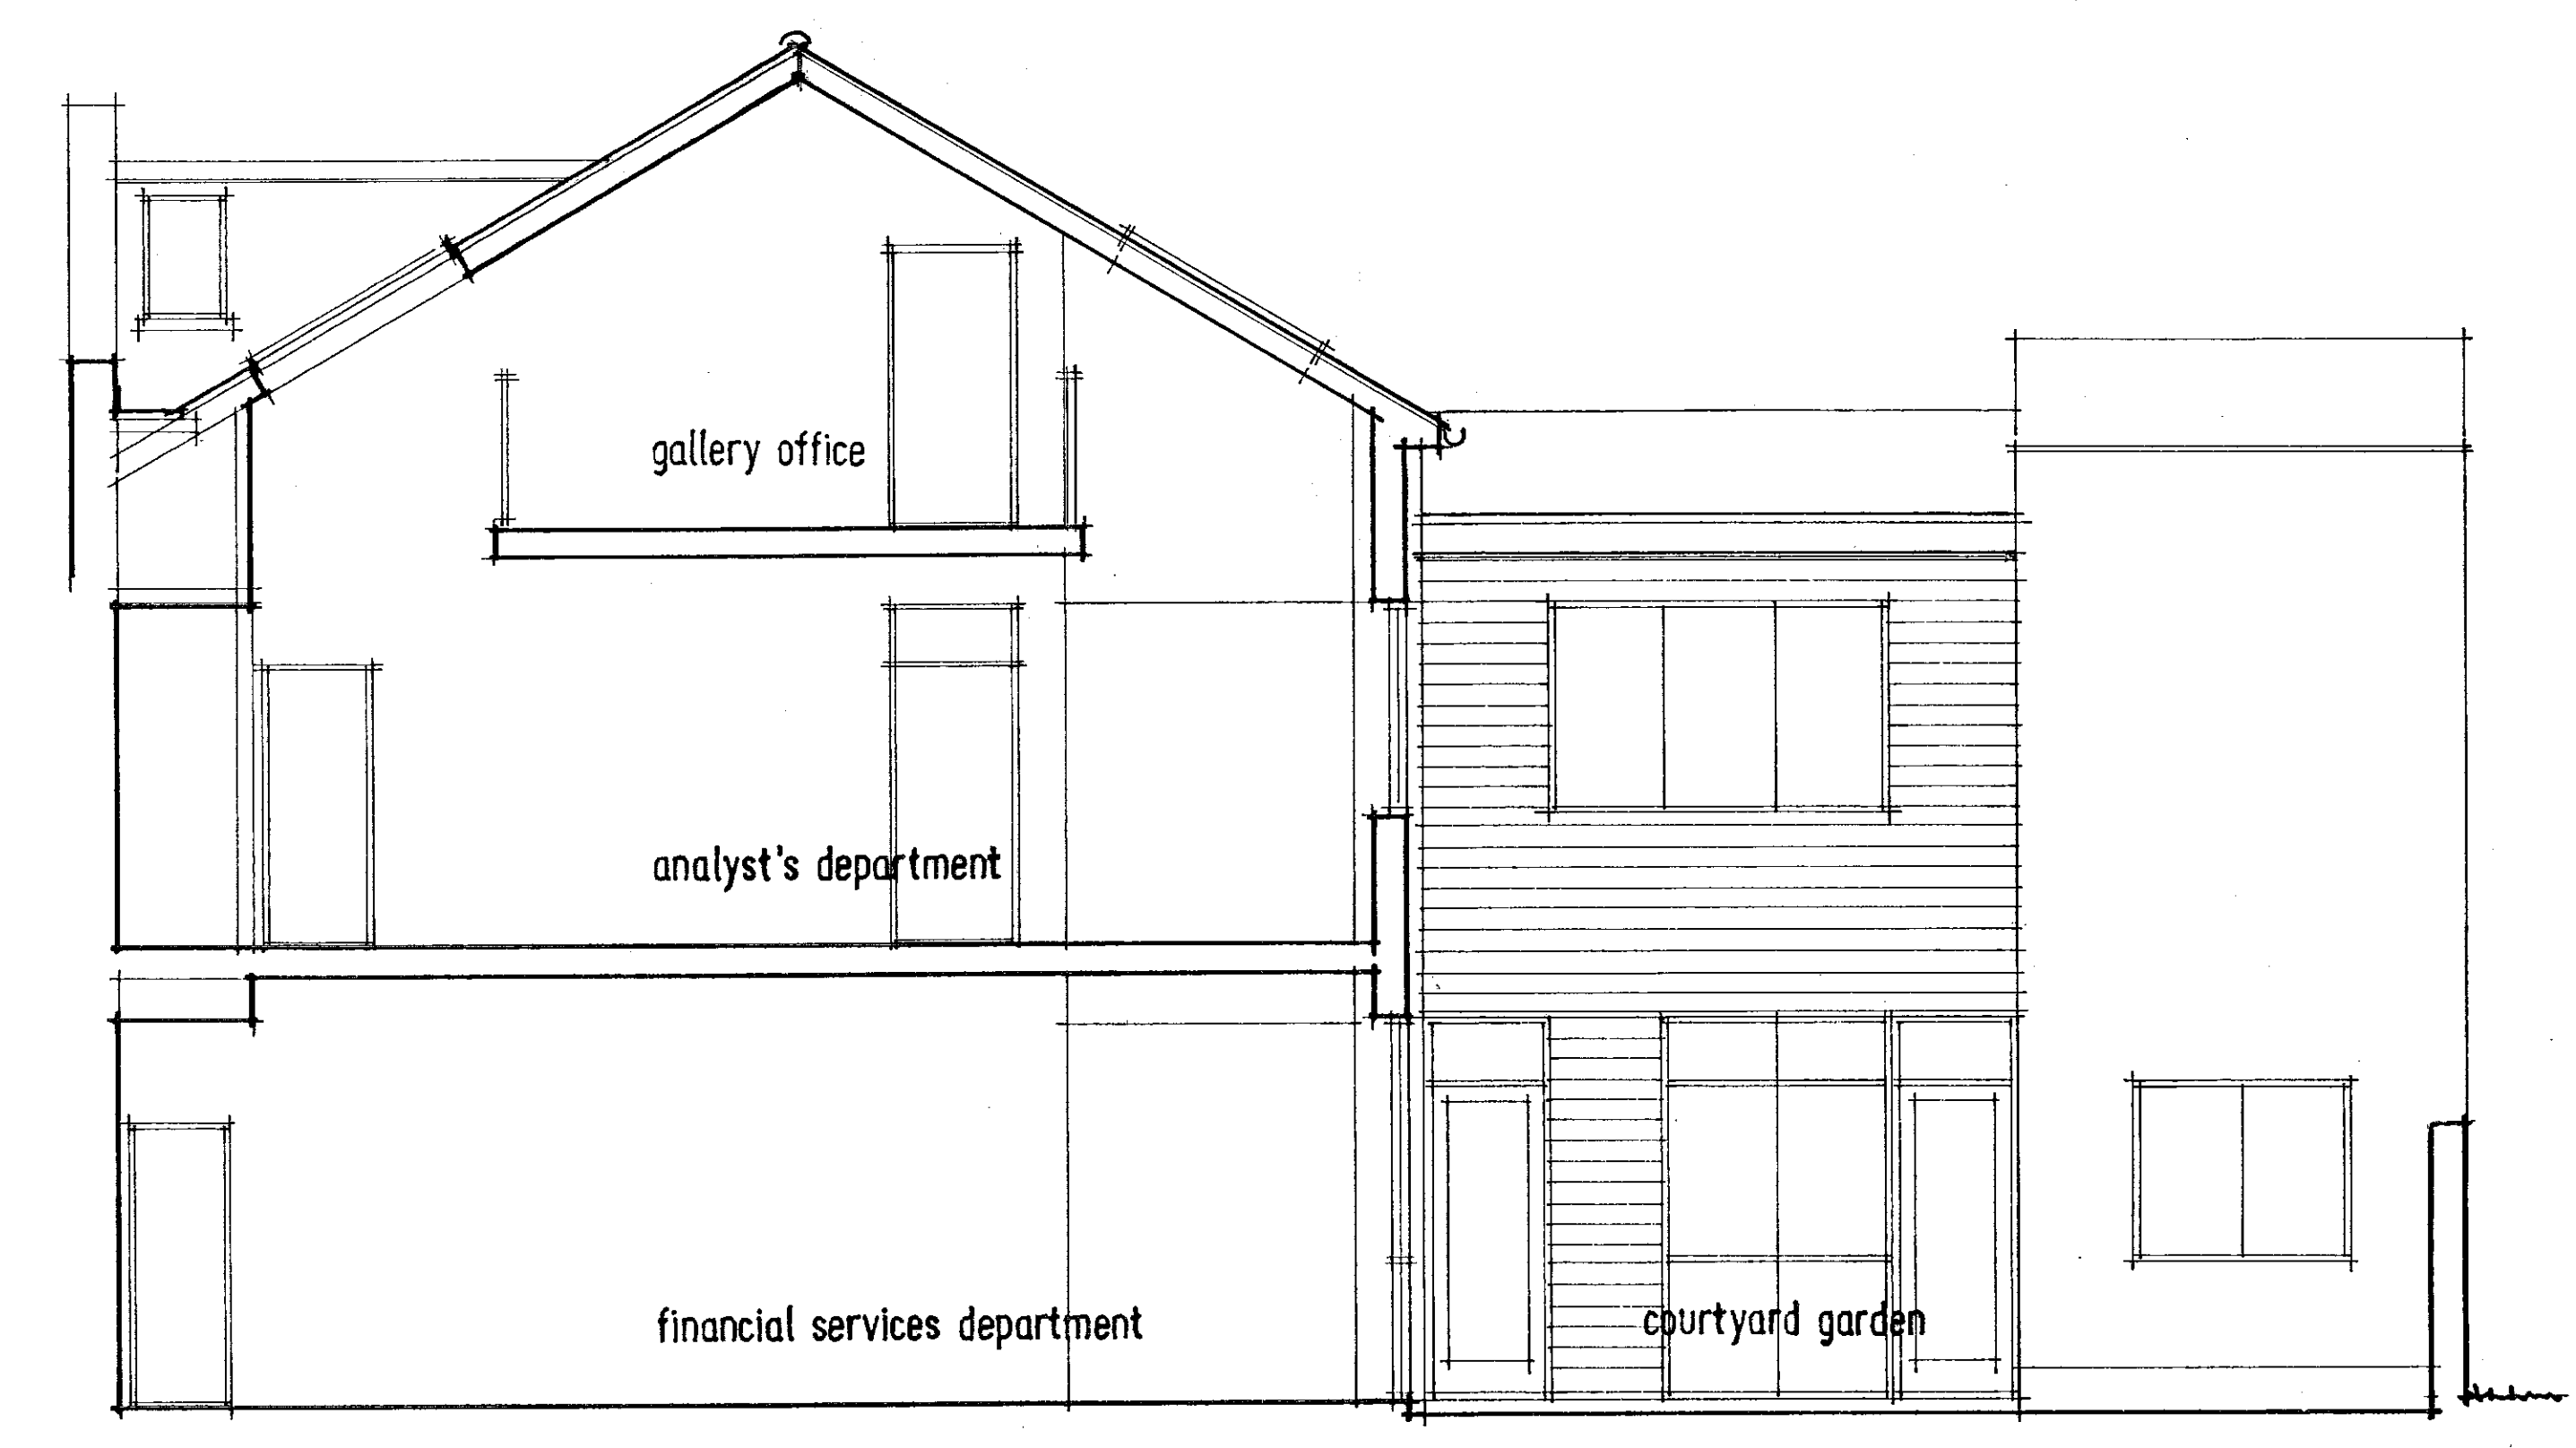 gallery office
analyst's department
financial services department
courtyard garden